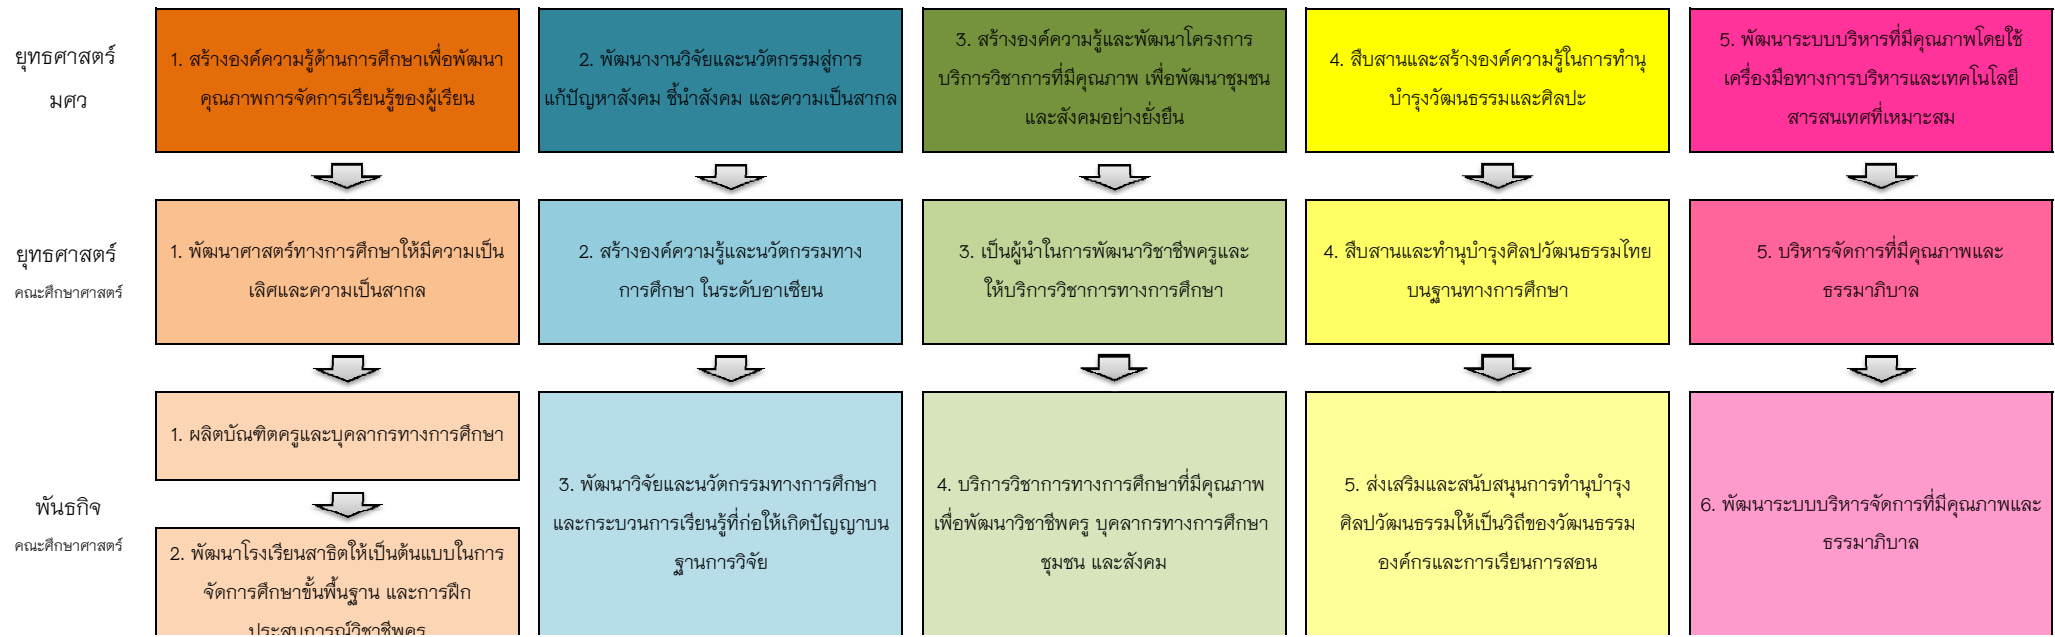 ยุทธศาสตร์
มศว
1. สร้างองค์ความรู้ด้านการศึกษาเพื่อพัฒนา
คุณภาพการจัดการเรียนรู้ของผู้เรียน
2. พัฒนางานวิจัยและนวัตกรรมสู่การ
แก้ปัญหาสังคม ชี้นำสังคม และความเป็นสากล
3. สร้างองค์ความรู้และพัฒนาโครงการ
บริการวิชาการที่มีคุณภาพ เพื่อพัฒนาชุมชน
และสังคมอย่างยั่งยืน
4. สืบสานและสร้างองค์ความรู้ในการทำนุ
บำรุงวัฒนธรรมและศิลปะ
5. พัฒนาระบบบริหารที่มีคุณภาพโดยใช้
เครื่องมือทางการบริหารและเทคโนโลยี
สารสนเทศที่เหมาะสม
ยุทธศาสตร์
คณะศึกษาศาสตร์
1. พัฒนาศาสตร์ทางการศึกษาให้มีความเป็น
เลิศและความเป็นสากล
2. สร้างองค์ความรู้และนวัตกรรมทาง
การศึกษา ในระดับอาเซียน
3. เป็นผู้นำในการพัฒนาวิชาชีพครูและ
ให้บริการวิชาการทางการศึกษา
4. สืบสานและทำนุบำรุงศิลปวัฒนธรรมไทย
บนฐานทางการศึกษา
5. บริหารจัดการที่มีคุณภาพและ
ธรรมาภิบาล
พันธกิจ
คณะศึกษาศาสตร์
1. ผลิตบัณฑิตครูและบุคลากรทางการศึกษา
2. พัฒนาโรงเรียนสาธิตให้เป็นต้นแบบในการ
จัดการศึกษาขั้นพื้นฐาน และการฝึก
ประสบการณ์วิชาชีพครู
3. พัฒนาวิจัยและนวัตกรรมทางการศึกษา
และกระบวนการเรียนรู้ที่ก่อให้เกิดปัญญาบน
ฐานการวิจัย
4. บริการวิชาการทางการศึกษาที่มีคุณภาพ
เพื่อพัฒนาวิชาชีพครู บุคลากรทางการศึกษา
ชุมชน และสังคม
5. ส่งเสริมและสนับสนุนการทำนุบำรุง
ศิลปวัฒนธรรมให้เป็นวิถีของวัฒนธรรม
องค์กรและการเรียนการสอน
6. พัฒนาระบบบริหารจัดการที่มีคุณภาพและ
ธรรมาภิบาล